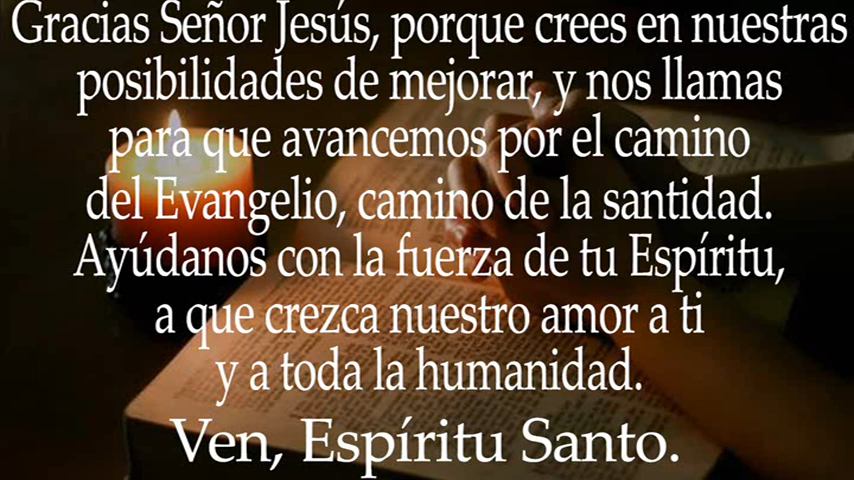 Gracias Señor Jesús, porque crees en nuestras
posibilidades de mejorar, y nos llamas
para que avancemos por el camino
del Evangelio, camino de la santidad.
Ayúdanos con la fuerza de tu Espíritu,
a que crezca nuestro amor a ti
y a toda la humanidad.
Ven, Espíritu Santo.